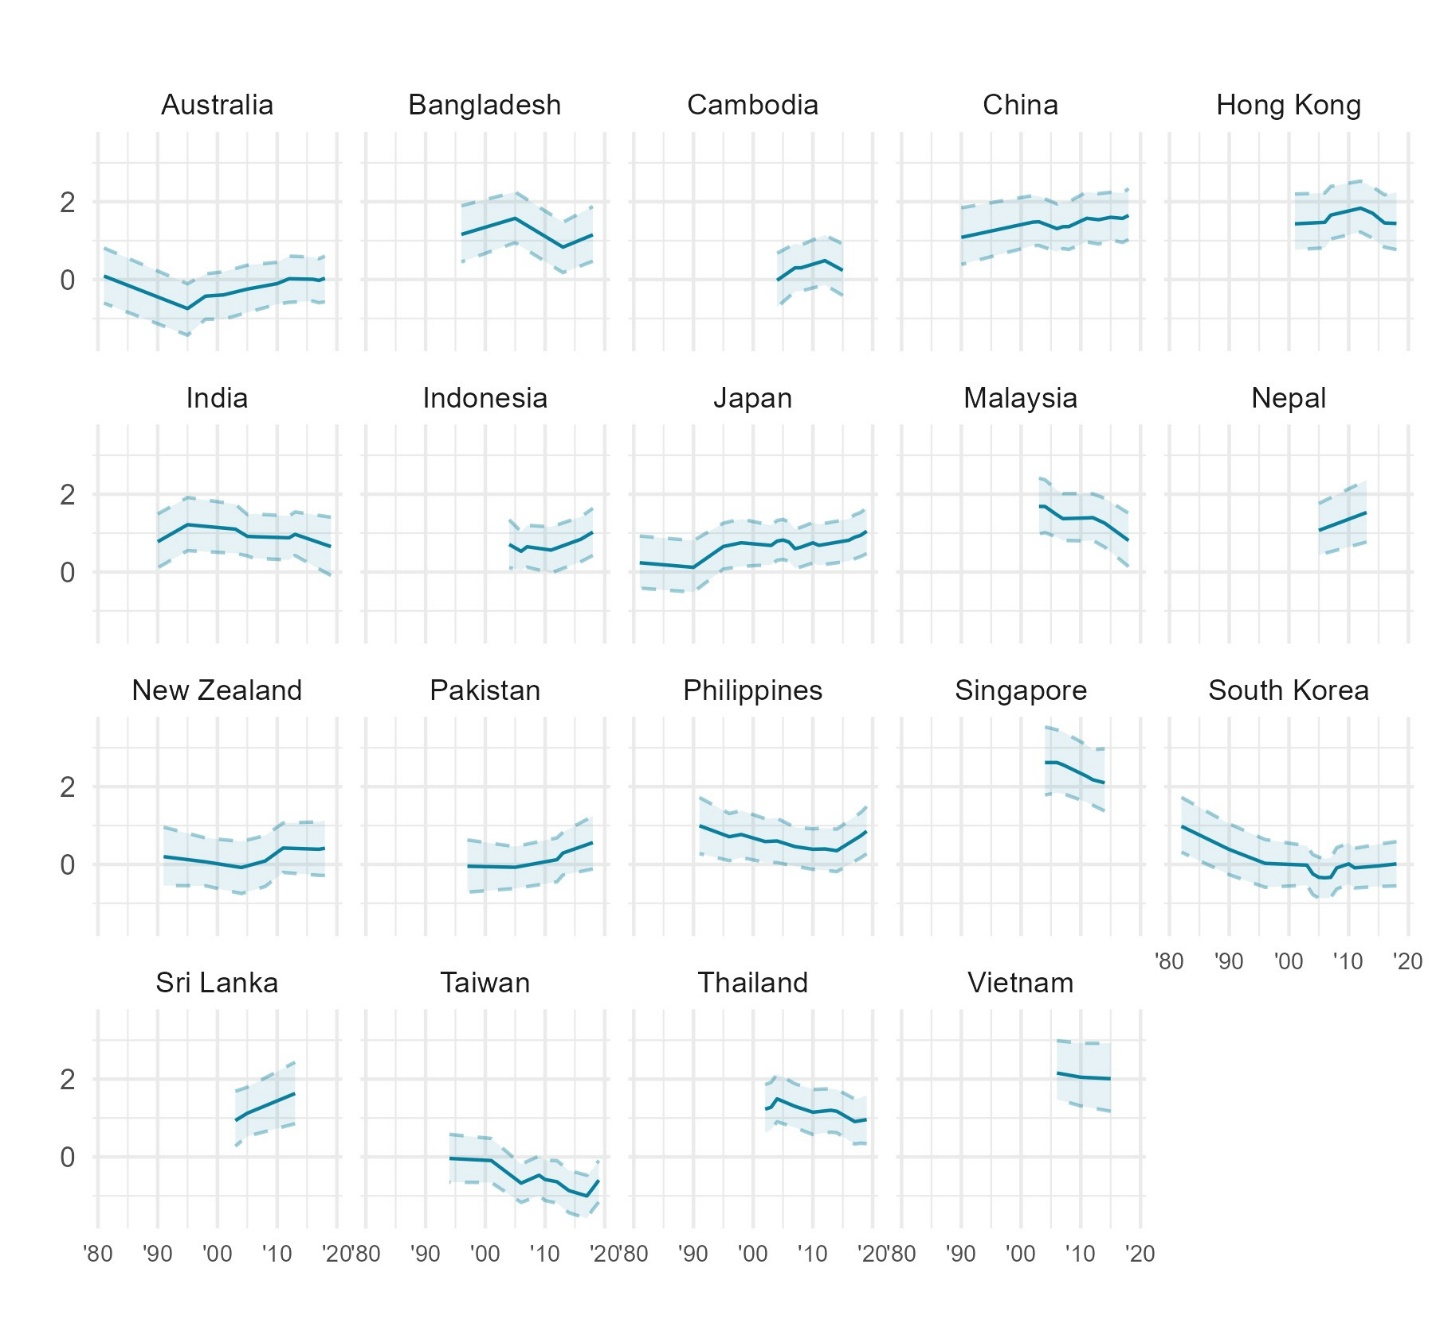 Australia Bangladesh Cambodia China Hong Kong
2
0
India Indonesia Japan Malaysia Nepal
2
0
New Zealand Pakistan Philippines Singapore South Korea
2
0
'80 '90 '00 '10 '20
Sri Lanka Taiwan Thailand Vietnam
2
0
'80 '90 '00 '10 '20 '80 '90 '00 '10 '20 '80 '90 '00 '10 '20 '80 '90 '00 '10 '20